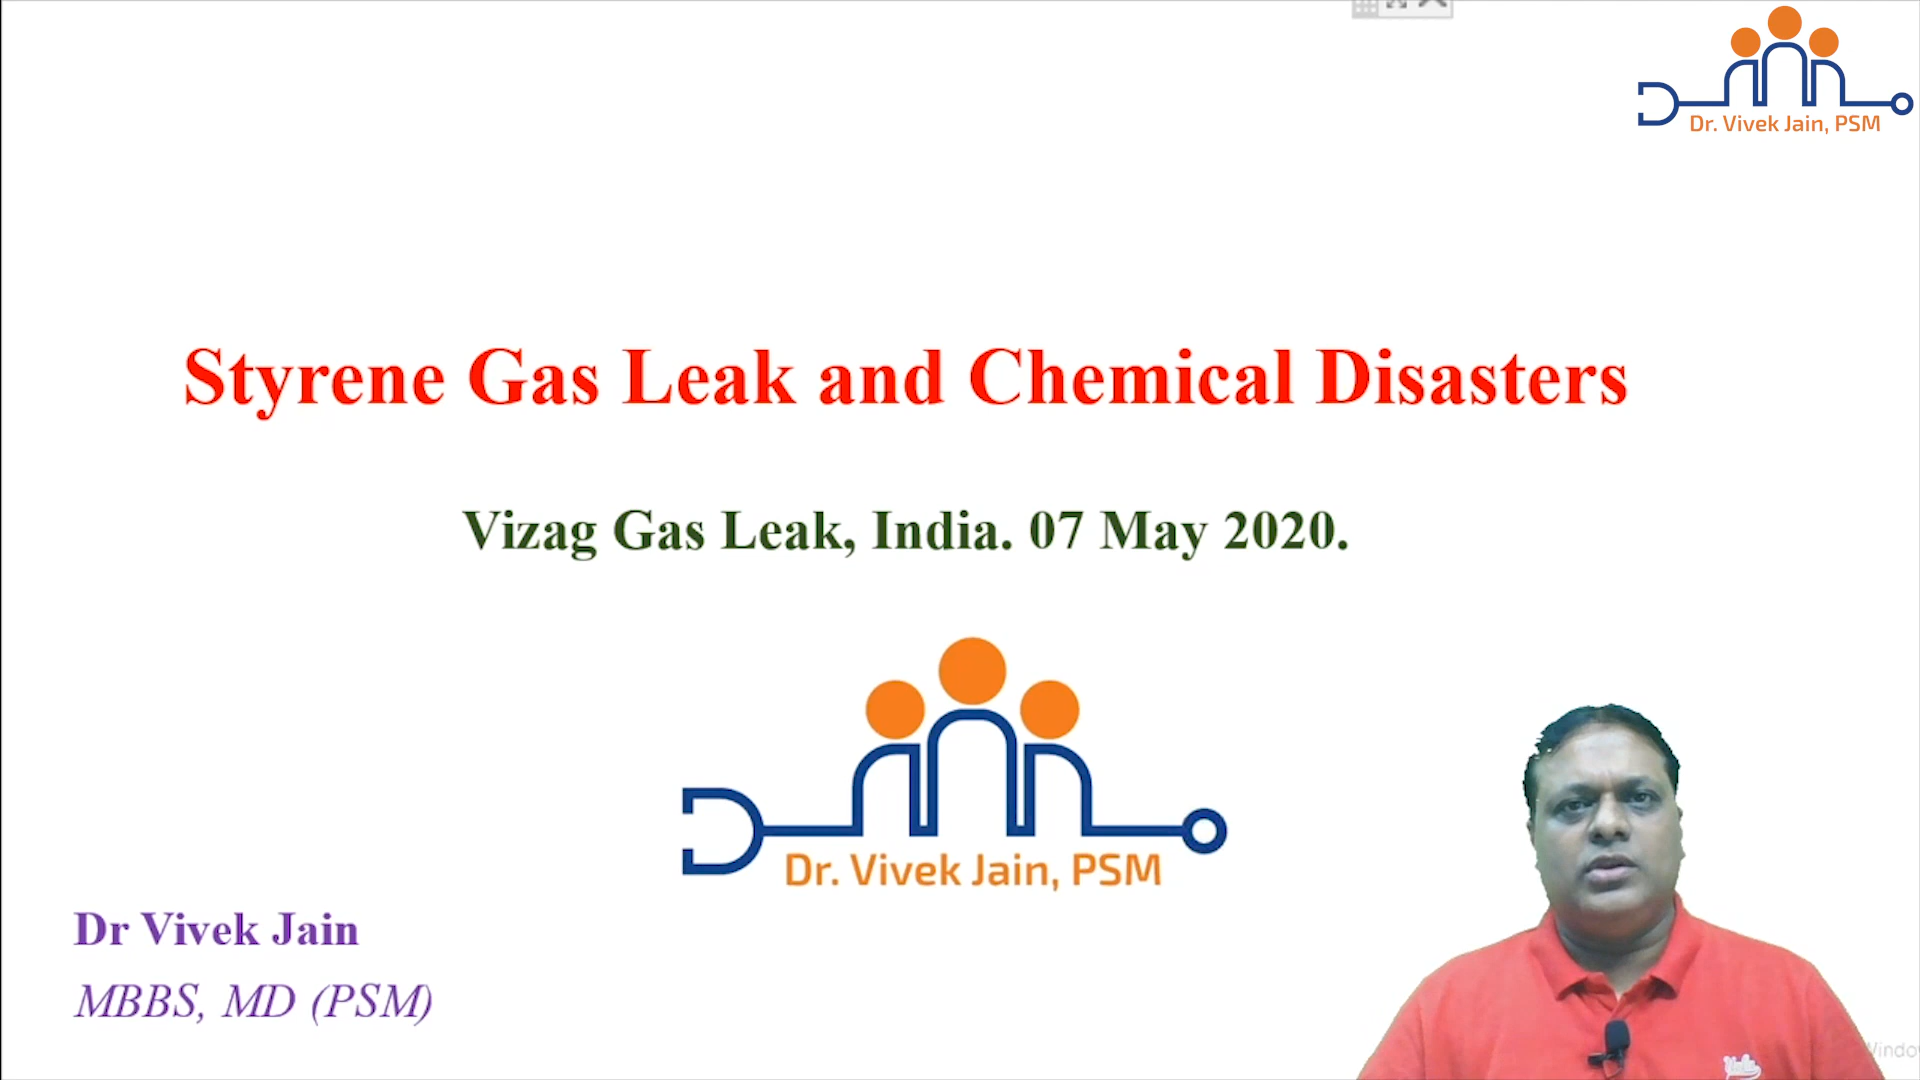 Dr. Vivek Jain, PSM
Styrene Gas Leak and Chemical Disasters
Vizag Gas Leak, India. 07 May 2020.
Dr. Vivek Jain, PSM
Dr Vivek Jain
MBBS, MD (PSM)